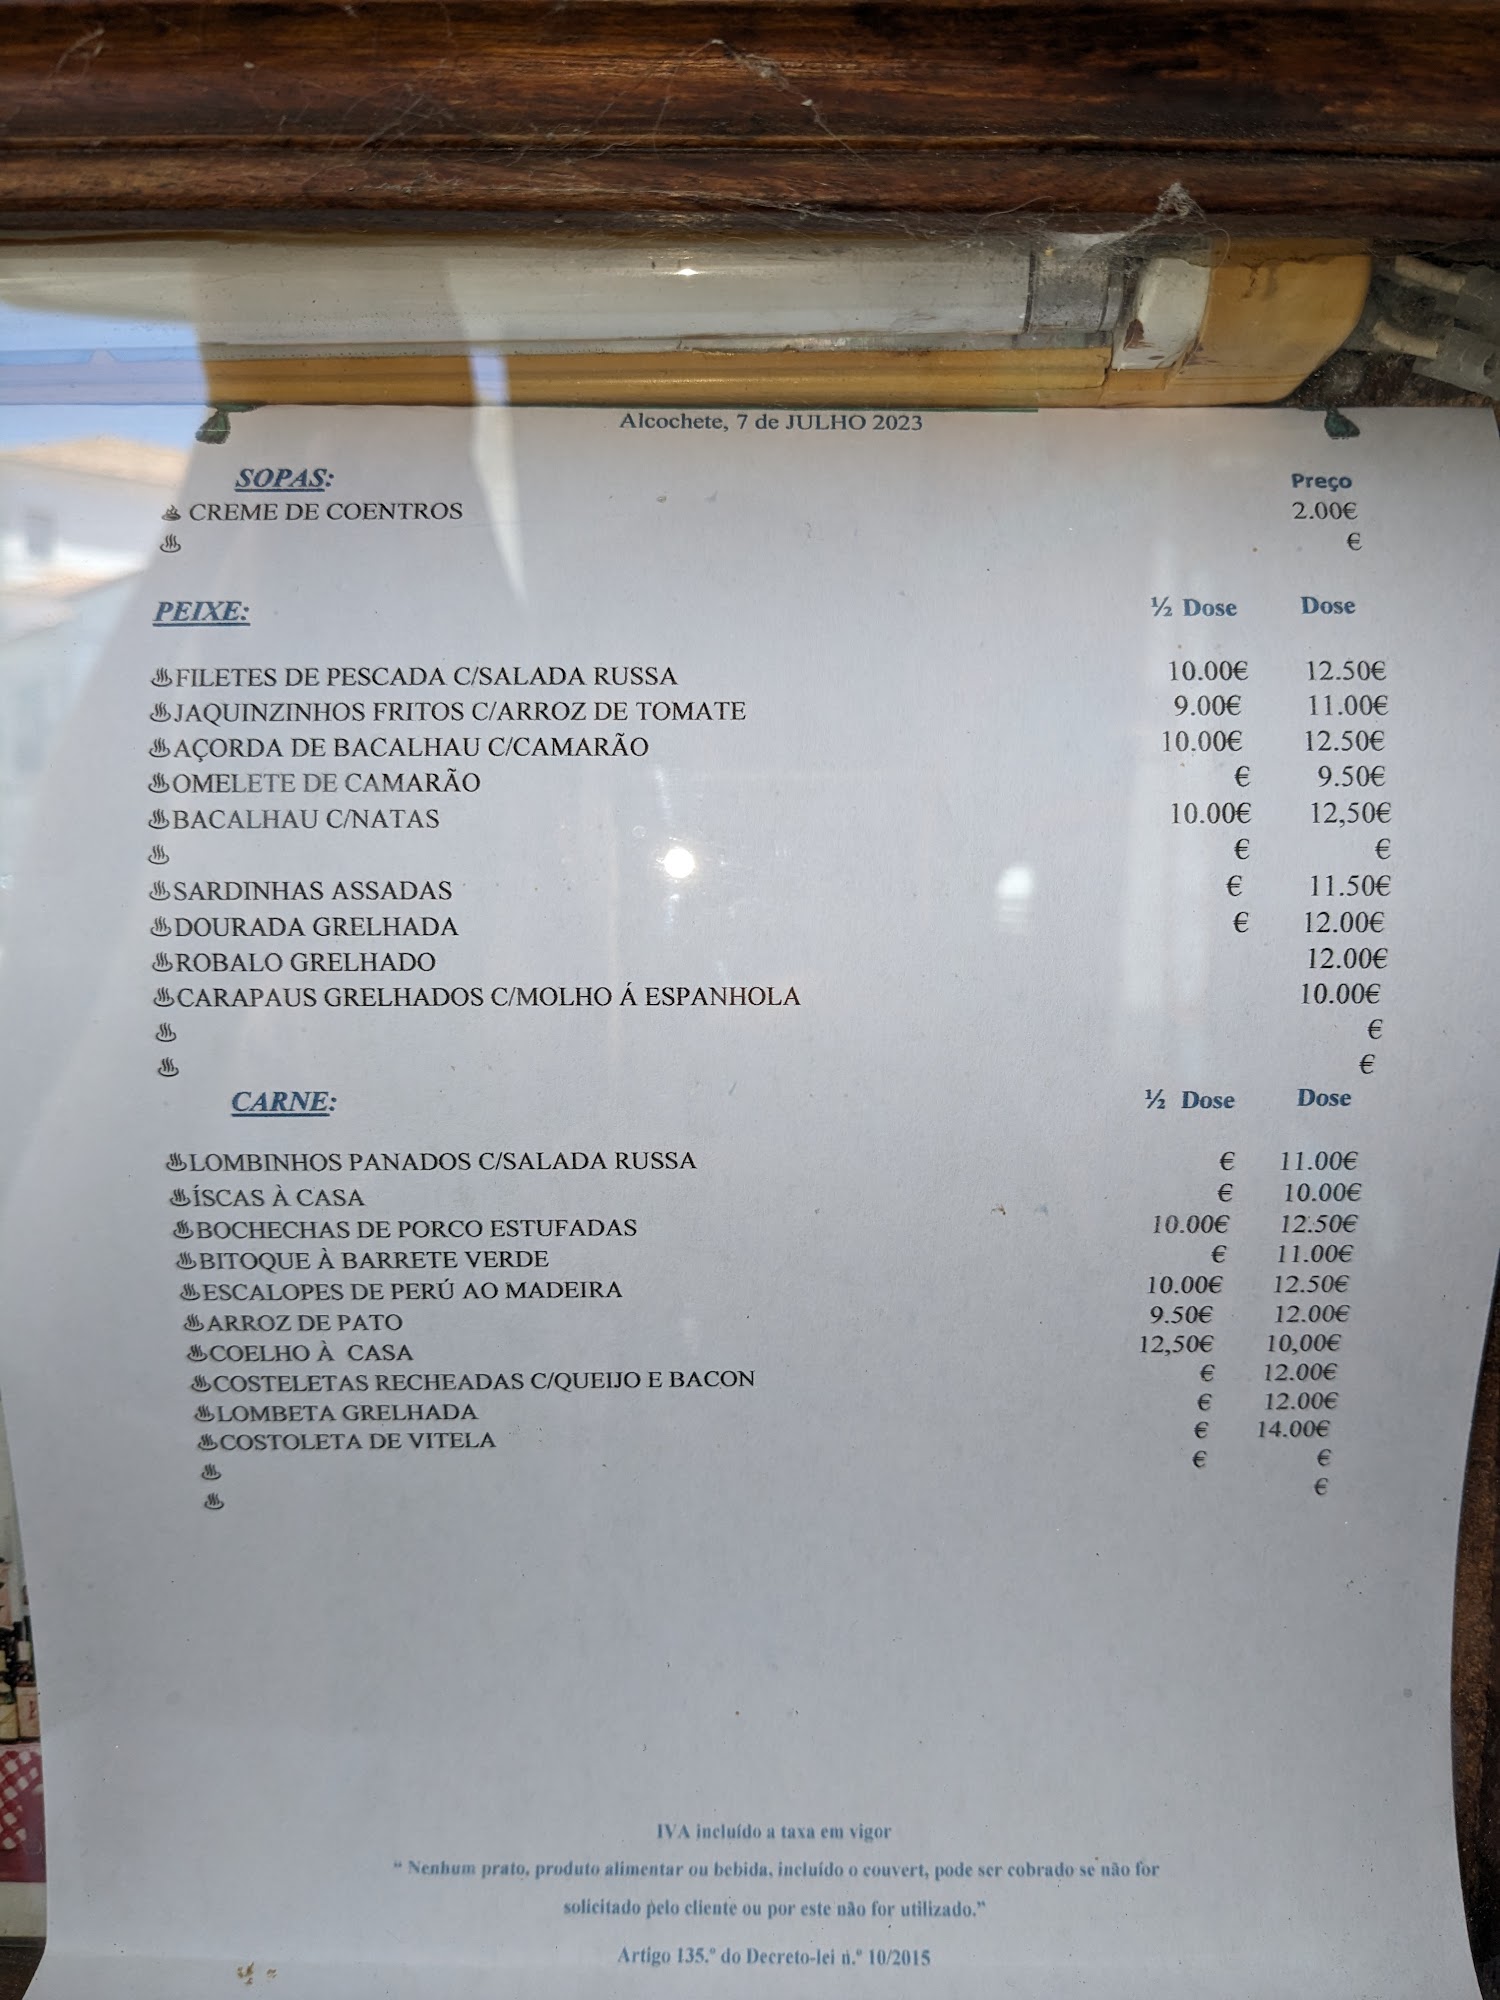 Alcochete, 7 de JULHO 2023
SOPAS: Preço
CREME DE COENTROS 2.00€
€
PEIXE: ½ Dose Dose
FILETES DE PESCADA C/SALADA RUSSA 10.00€ 12.50€
JAQUINZINHOS FRITOS C/ARROZ DE TOMATE 9.00€ 11.00€
AÇORDA DE BACALHAU C/CAMARÃO 10.00€ 12.50€
OMELETE DE CAMARÃO € 9.50€
BACALHAU C/NATAS 10.00€ 12,50€
€ €
SARDINHAS ASSADAS € 11.50€
DOURADA GRELHADA € 12.00€
ROBALO GRELHADO 12.00€
CARAPAUS GRELHADOS C/MOLHO Á ESPANHOLA 10.00€
€
€
CARNE: ½ Dose Dose
LOMBINHOS PANADOS C/SALADA RUSSA € 11.00€
ÍSCAS À CASA € 10.00€
BOCHECHAS DE PORCO ESTUFADAS 10.00€ 12.50€
BITOQUE À BARRETE VERDE € 11.00€
ESCALOPES DE PERÚ AO MADEIRA 10.00€ 12.50€
ARROZ DE PATO 9.50€ 12.00€
COELHO À CASA 12,50€ 10,00€
COSTELETAS RECHEADAS C/QUEIJO E BACON € 12.00€
LOMBETA GRELHADA € 12.00€
COSTOLETA DE VITELA € 14.00€
€ €
€
IVA incluído a taxa em vigor
“ Nenhum prato, produto alimentar ou bebida, incluído o couvert, pode ser cobrado se não for
solicitado pelo cliente ou por este não for utilizado.”
Artigo 135.º do Decreto-lei n.º 10/2015